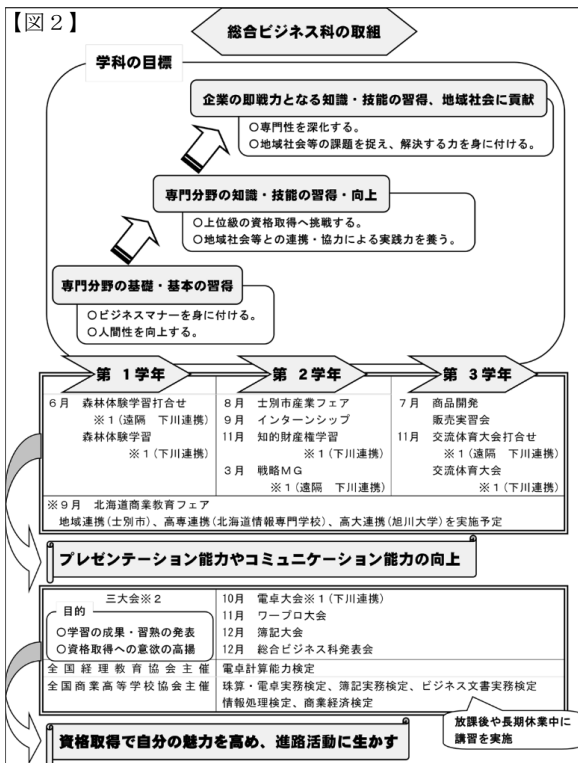 【図２】
総合ビジネス科の取組
学科の目標
企業の即戦力となる知識・技能の習得、地域社会に貢献
○専門性を深化する。
○地域社会等の課題を捉え、解決する力を身に付ける。
専門分野の知識・技能の習得・向上
○上位級の資格取得へ挑戦する。
○地域社会等との連携・協力による実践力を養う。
専門分野の基礎・基本の習得
○ビジネスマナーを身に付ける。
○人間性を向上する。
第 1学年
６月　森林体験学習打合せ
※１(遠隔　下川連携)
森林体験学習
※１(下川連携)
第 2学年
８月　士別市産業フェア
９月　インターンシップ
11月　知的財産権学習
※１(下川連携)
３月　戦略ＭＧ
※１(遠隔　下川連携)
第 3学年
７月　商品開発
販売実習会
11月　交流体育大会打合せ
※１(遠隔　下川連携)
交流体育大会
※１(下川連携)
※９月　北海道商業教育フェア
地域連携(士別市)、高専連携(北海道情報専門学校)、高大連携(旭川大学)を実施予定
プレゼンテーション能力やコミュニケーション能力の向上
三大会※２
目的
○学習の成果・習熟の発表
○資格取得への意欲の高揚
10月　電卓大会※１(下川連携)
11月　ワープロ大会
12月　簿記大会
12月　総合ビジネス科発表会
全国経理教育協会主催　電卓計算能力検定
全国商業高等学校協会主催　珠算・電卓実務検定、簿記実務検定、ビジネス文書実務検定
情報処理検定、商業経済検定
放課後や長期休業中に
講習を実施
資格取得で自分の魅力を高め、進路活動に生かす